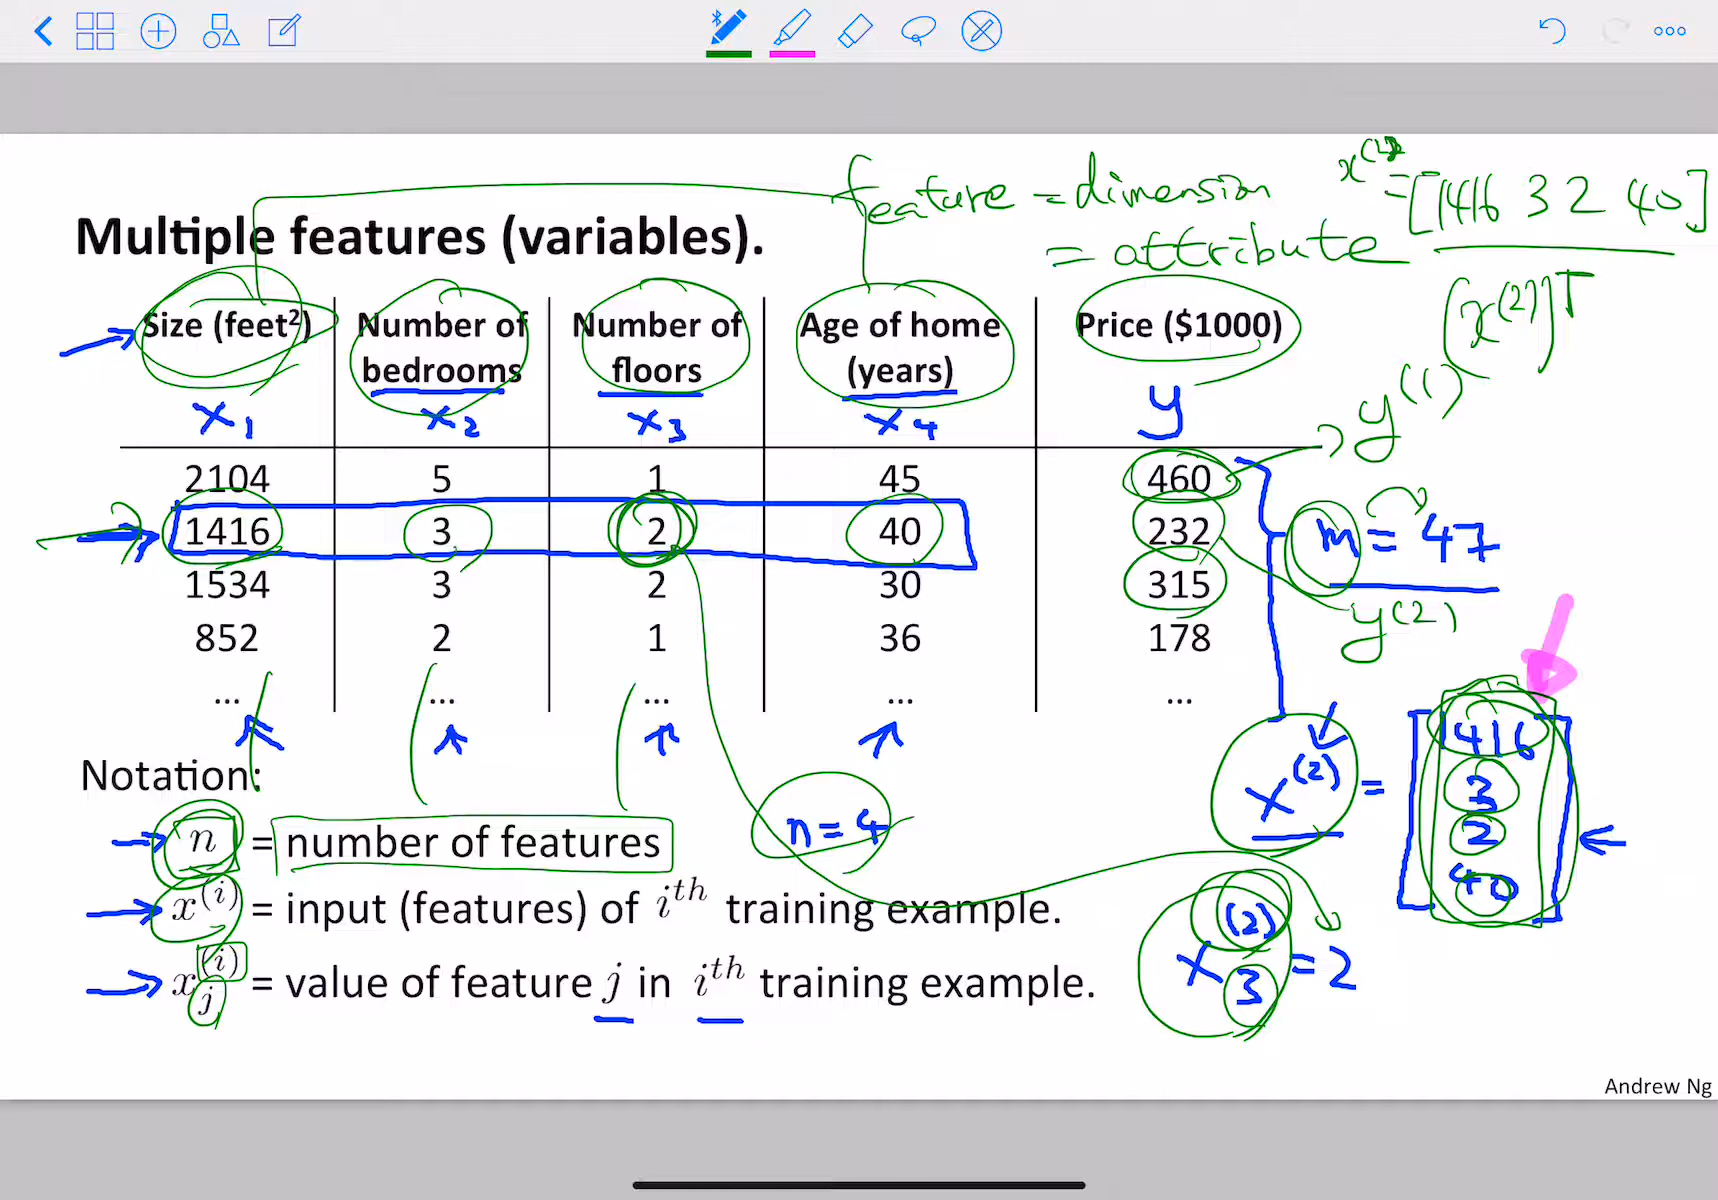 feature = dimension
= attribute
x^(2) = [1416 3 2 40]
[x^(2)]^T
Multiple features (variables).
Size (feet²) Number of bedrooms Number of floors Age of home (years) Price ($1000)
x₁ x₂ x₃ x₄ y
y^(1)
2104 5 1 45 460
1416 3 2 40 232
m = 47
1534 3 2 30 315
y(2)
852 2 1 36 178
... ... ... ... ...
x^(2) = [1416 3 2 40]
Notation:
n = number of features
n = 4
x^(i) = input (features) of i^th training example.
x_j^(i) = value of feature j in i^th training example.
x_3^(2) = 2
Andrew Ng